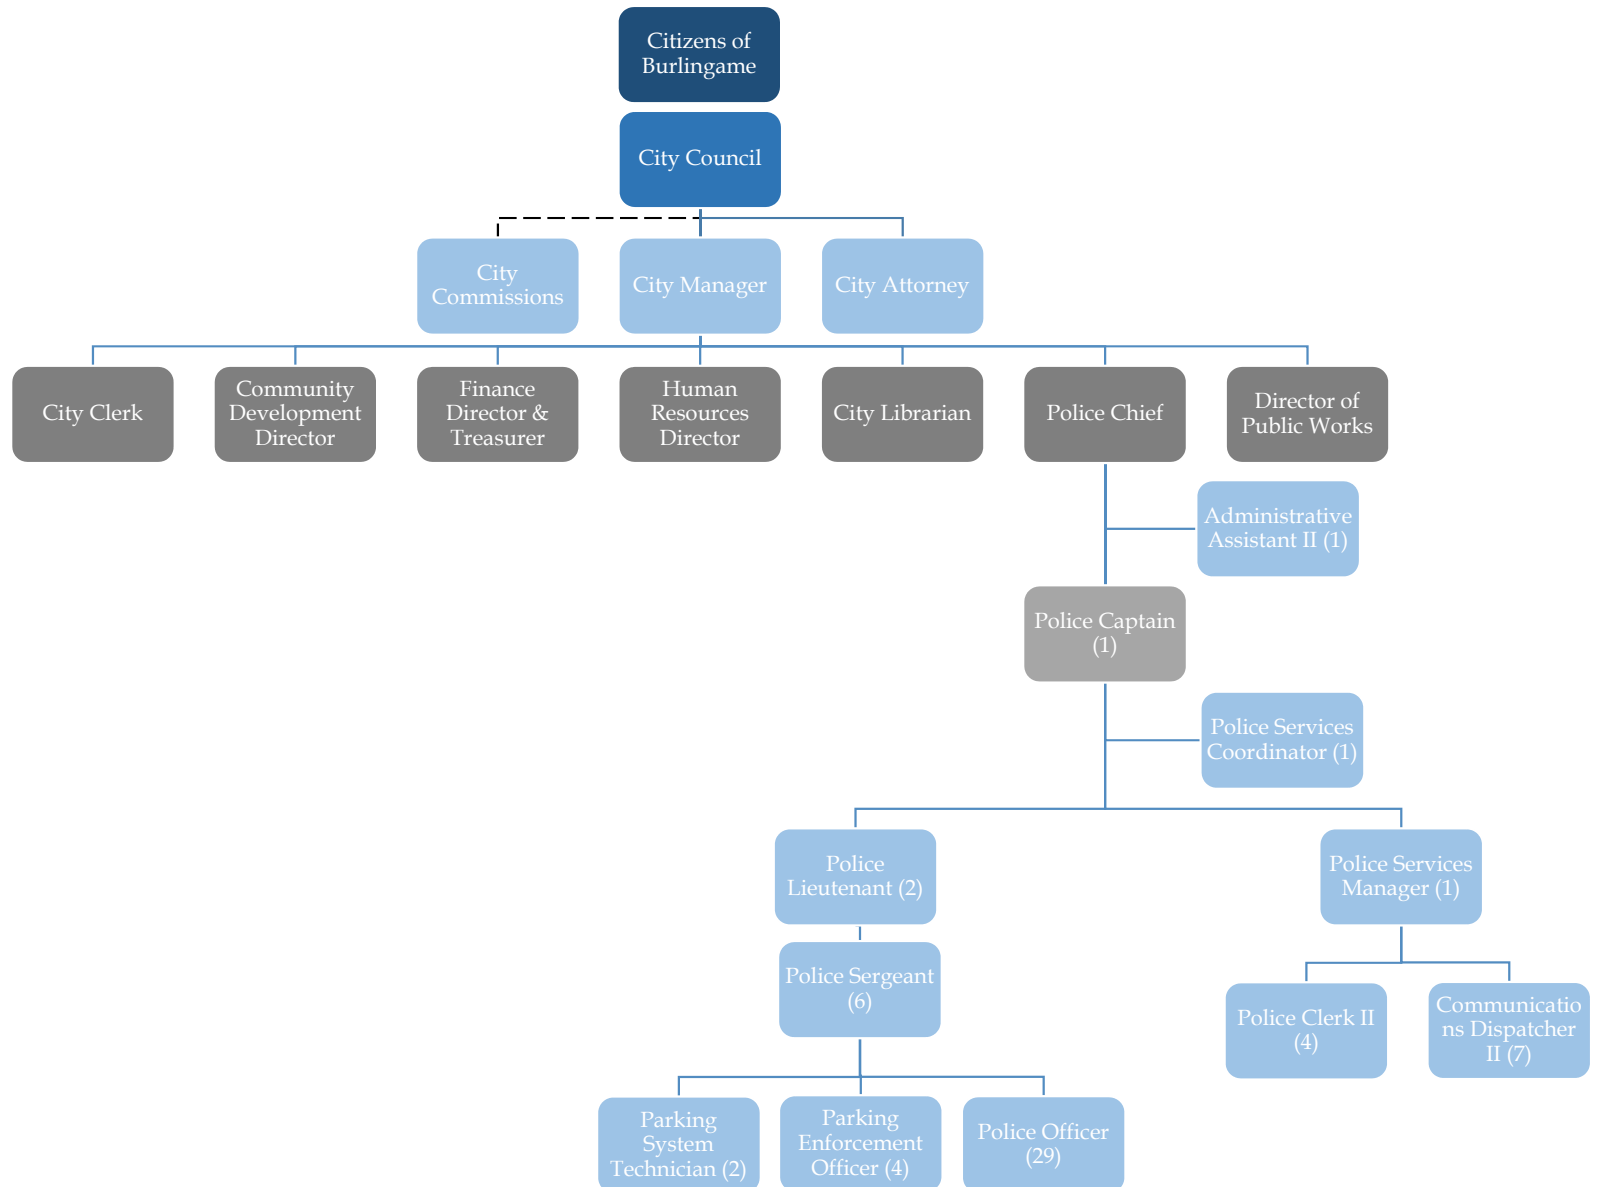 Citizens of
Burlingame
City Council
City
Commissions
City Manager
City Attorney
City Clerk
Community
Development
Director
Finance
Director &
Treasurer
Human
Resources
Director
City Librarian
Police Chief
Director of
Public Works
Administrative
Assistant II (1)
Police Captain
(1)
Police Services
Coordinator (1)
Police
Lieutenant (2)
Police Services
Manager (1)
Police Sergeant
(6)
Police Clerk II
(4)
Communicatio
ns Dispatcher
II (7)
Parking
System
Technician (2)
Parking
Enforcement
Officer (4)
Police Officer
(29)